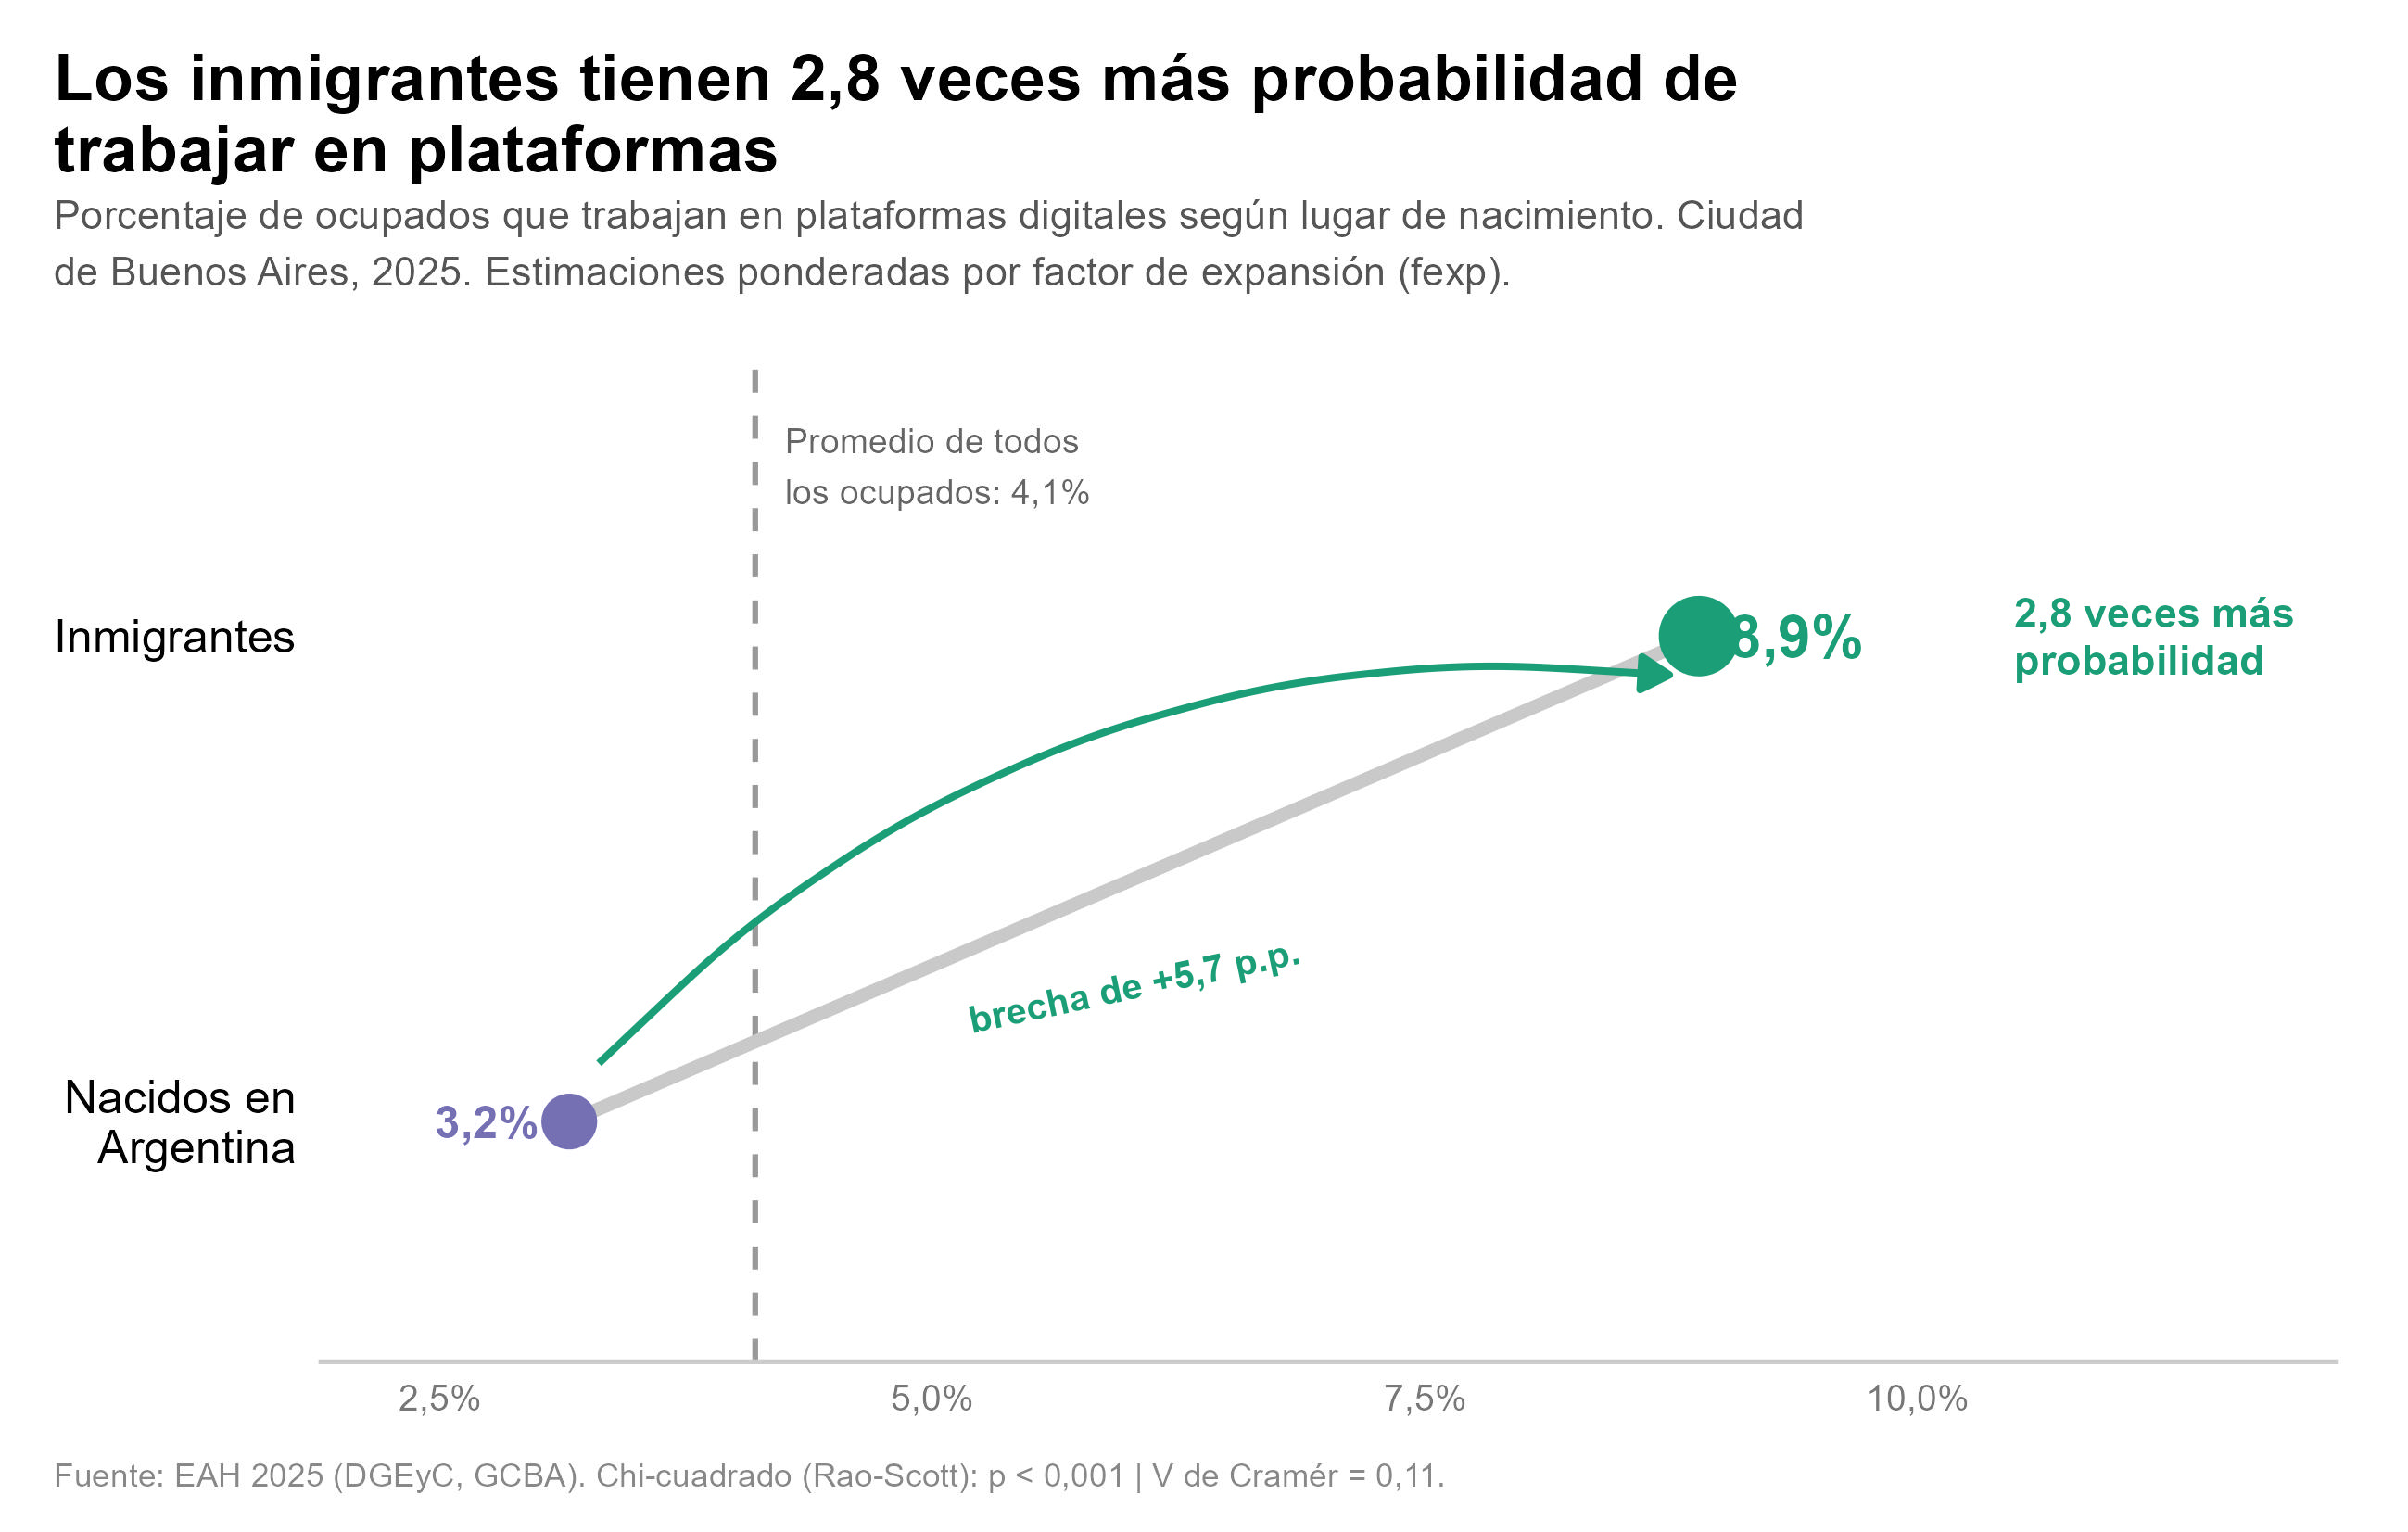 Los inmigrantes tienen 2,8 veces más probabilidad de
trabajar en plataformas
Porcentaje de ocupados que trabajan en plataformas digitales según lugar de nacimiento. Ciudad
de Buenos Aires, 2025. Estimaciones ponderadas por factor de expansión (fexp).
Promedio de todos
los ocupados: 4,1%
Inmigrantes
8,9%
2,8 veces más
probabilidad
brecha de +5,7 p.p.
Nacidos en
Argentina
3,2%
2,5%
5,0%
7,5%
10,0%
Fuente: EAH 2025 (DGEyC, GCBA). Chi-cuadrado (Rao-Scott): p < 0,001 | V de Cramér = 0,11.